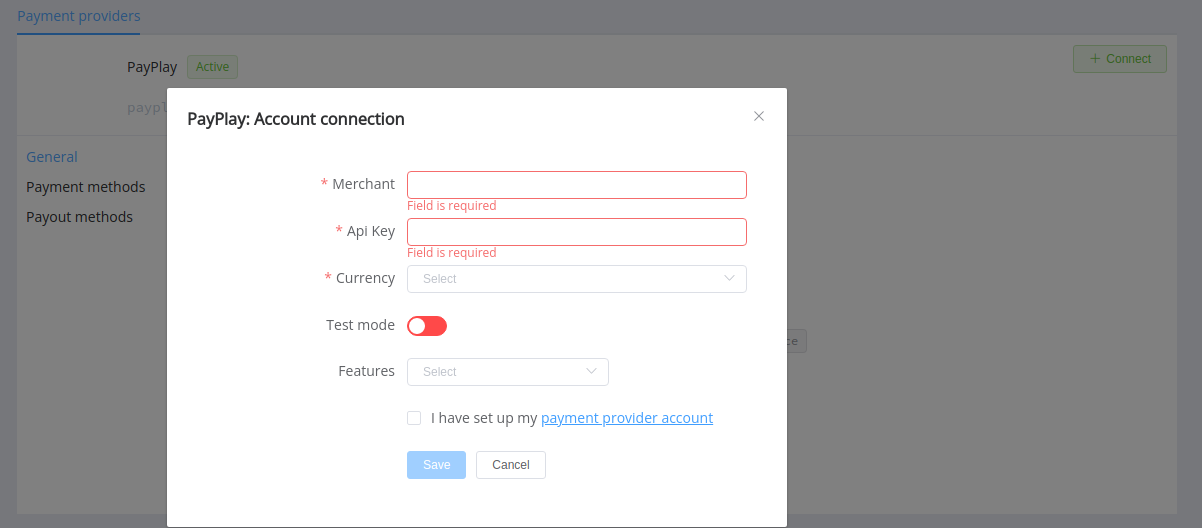 Payment providers
PayPlay Active
+ Connect
PayPlay: Account connection
General
Payment methods
Payout methods
* Merchant
Field is required
* Api Key
Field is required
* Currency Select
Test mode
Features Select
I have set up my payment provider account
Save Cancel